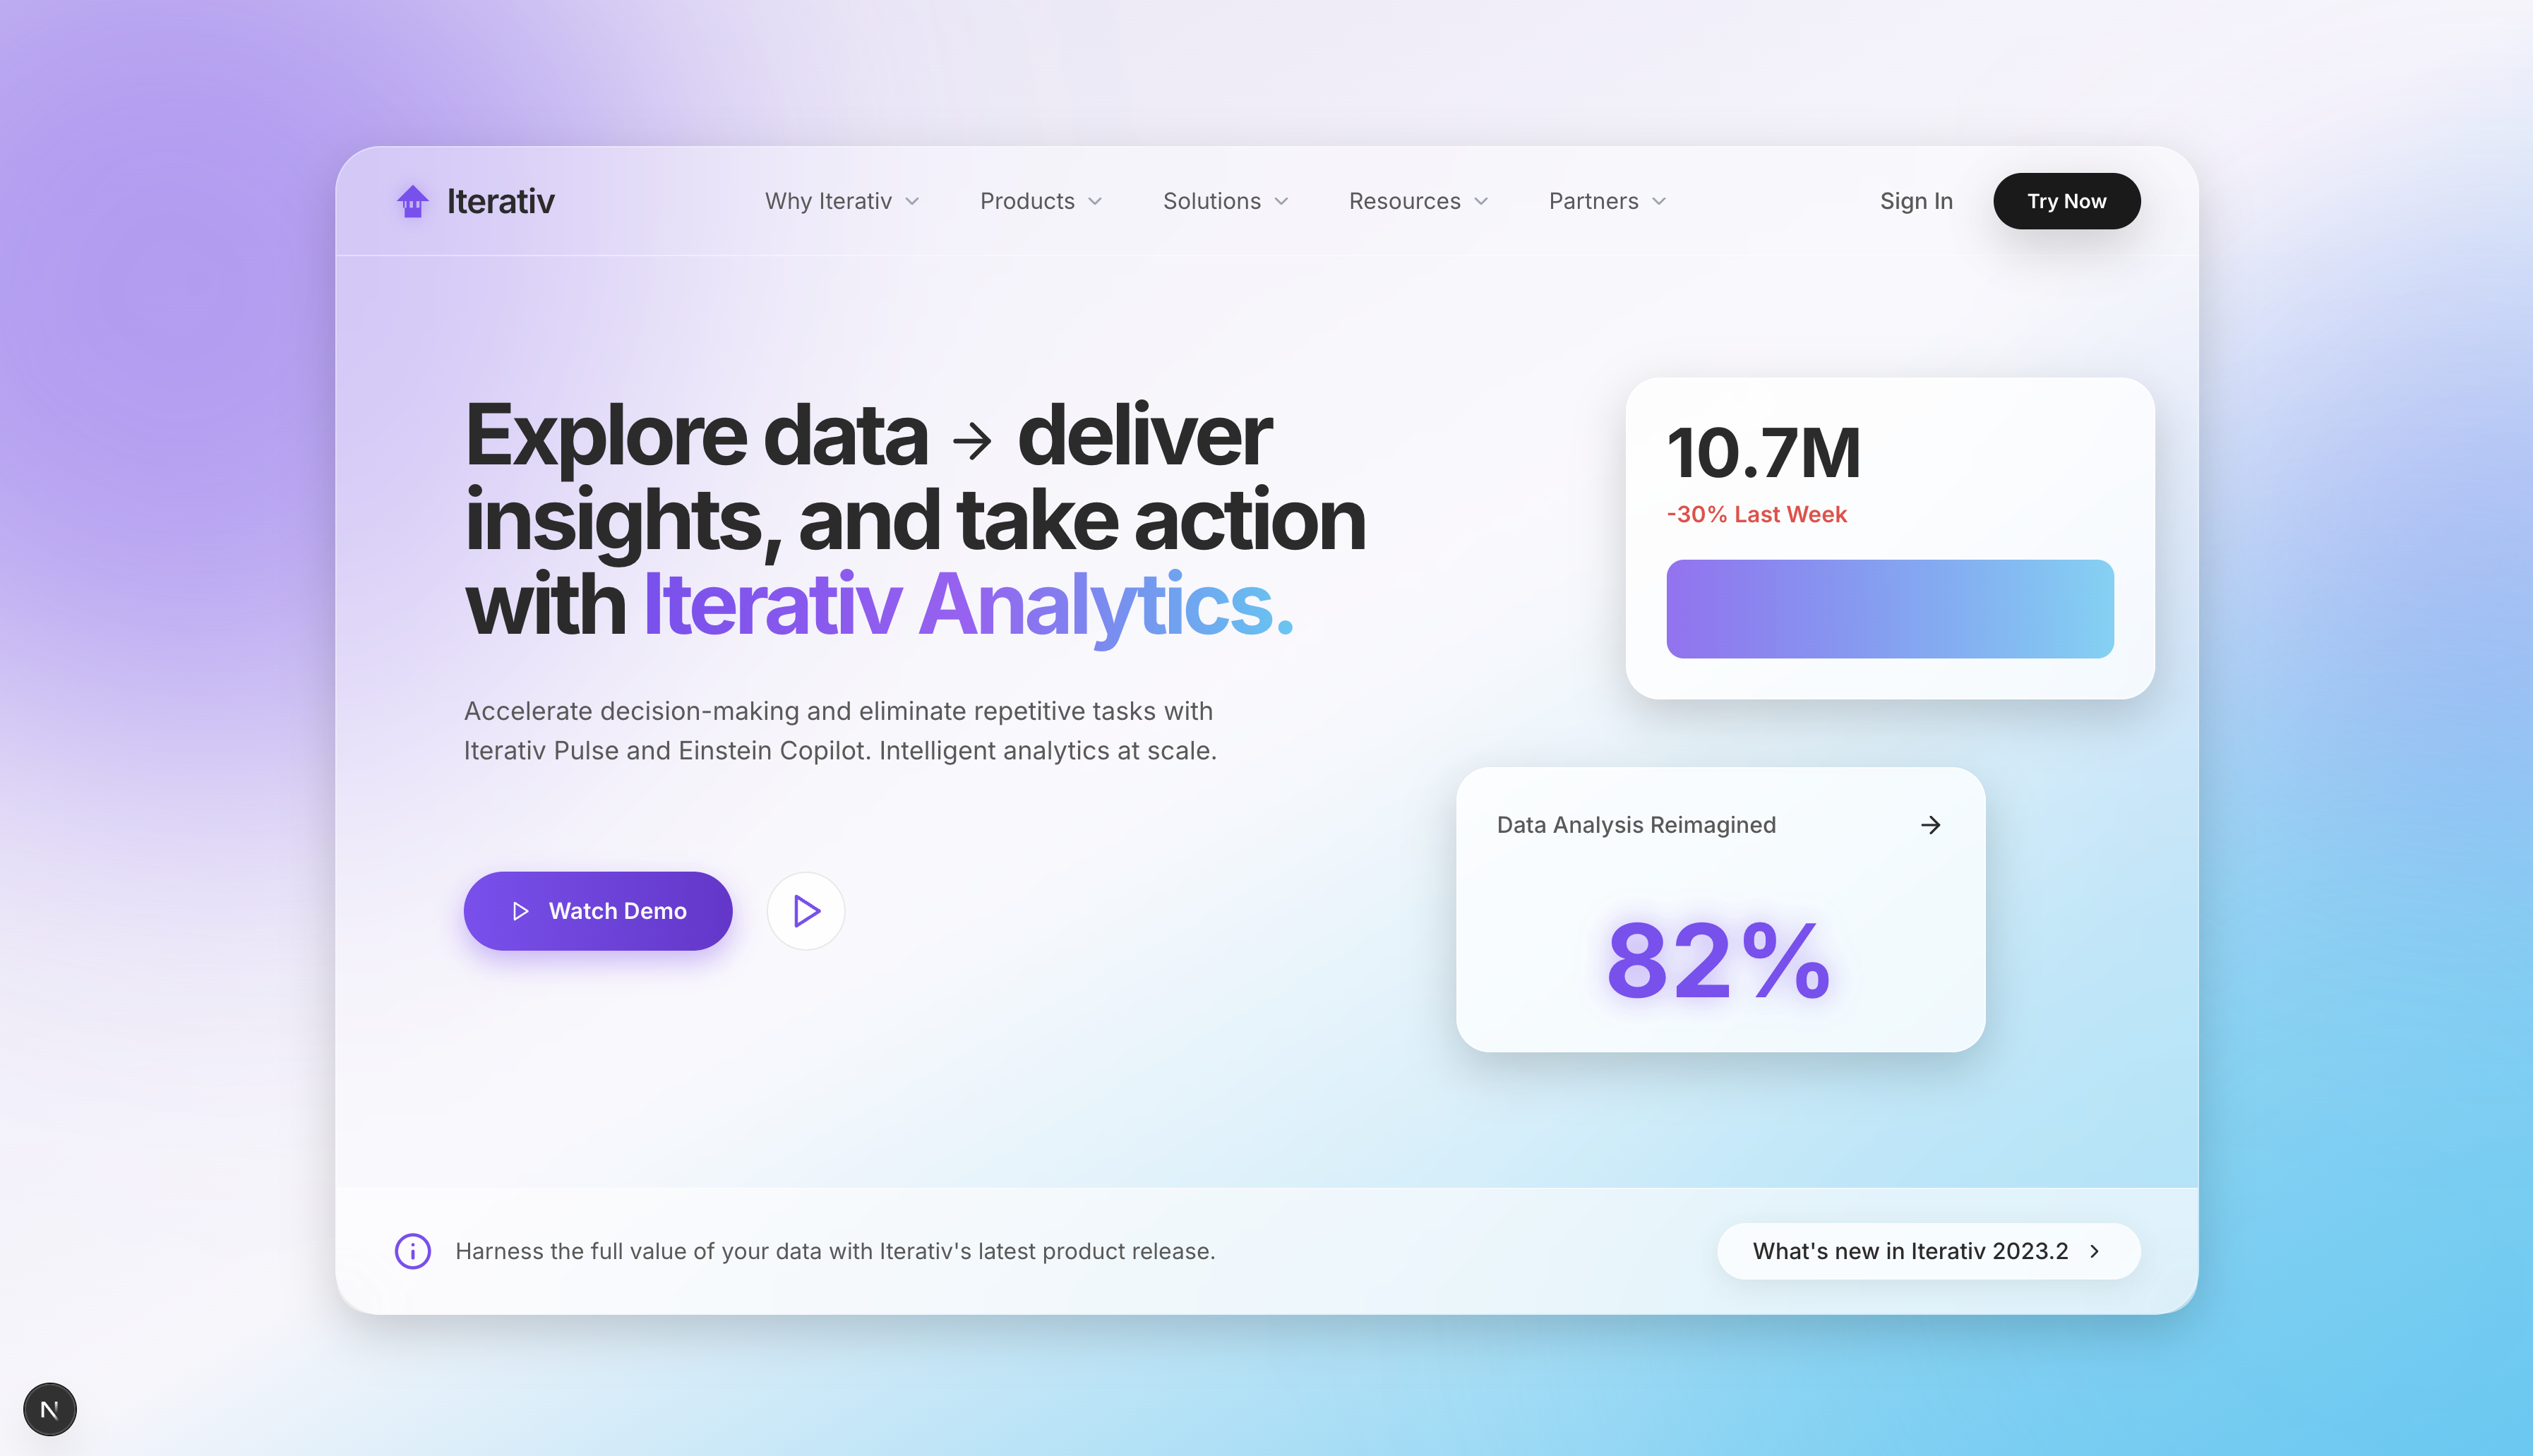 Iterativ
Why Iterativ
Products
Solutions
Resources
Partners
Sign In
Try Now
Explore data → deliver
insights, and take action
with Iterativ Analytics.
Accelerate decision-making and eliminate repetitive tasks with
Iterativ Pulse and Einstein Copilot. Intelligent analytics at scale.
Watch Demo
10.7M
-30% Last Week
Data Analysis Reimagined →
82%
Harness the full value of your data with Iterativ's latest product release.
What's new in Iterativ 2023.2
N